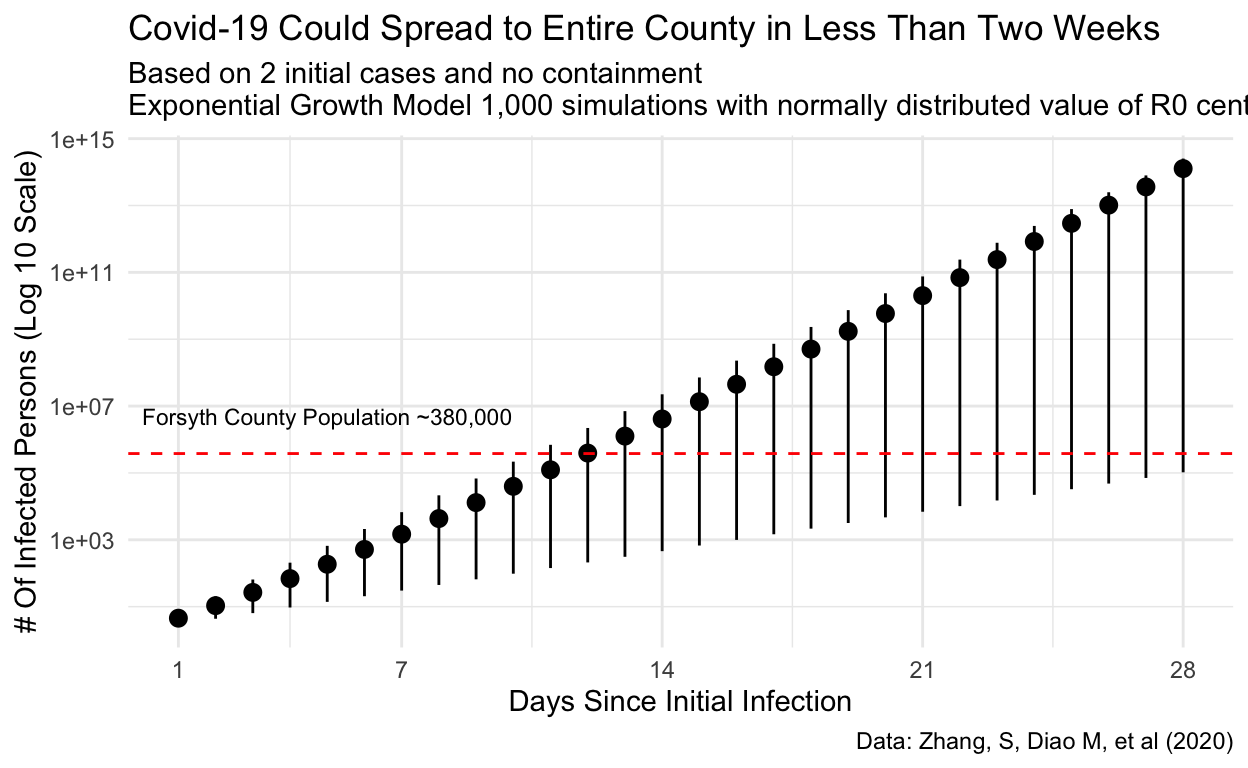 Covid-19 Could Spread to Entire County in Less Than Two Weeks
Based on 2 initial cases and no containment
Exponential Growth Model 1,000 simulations with normally distributed value of R0 cent
1e+15
1e+11
1e+07
1e+03
# Of Infected Persons (Log 10 Scale)
Forsyth County Population ~380,000
1 7 14 21 28
Days Since Initial Infection
Data: Zhang, S, Diao M, et al (2020)